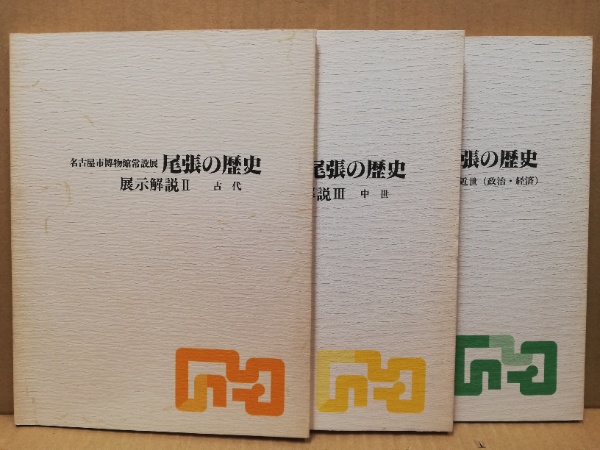 名古屋市博物館常設展 尾張の歴史
展示解説II 古代
尾張の歴史
説III 中世
張の歴史
近世(政治・経済)